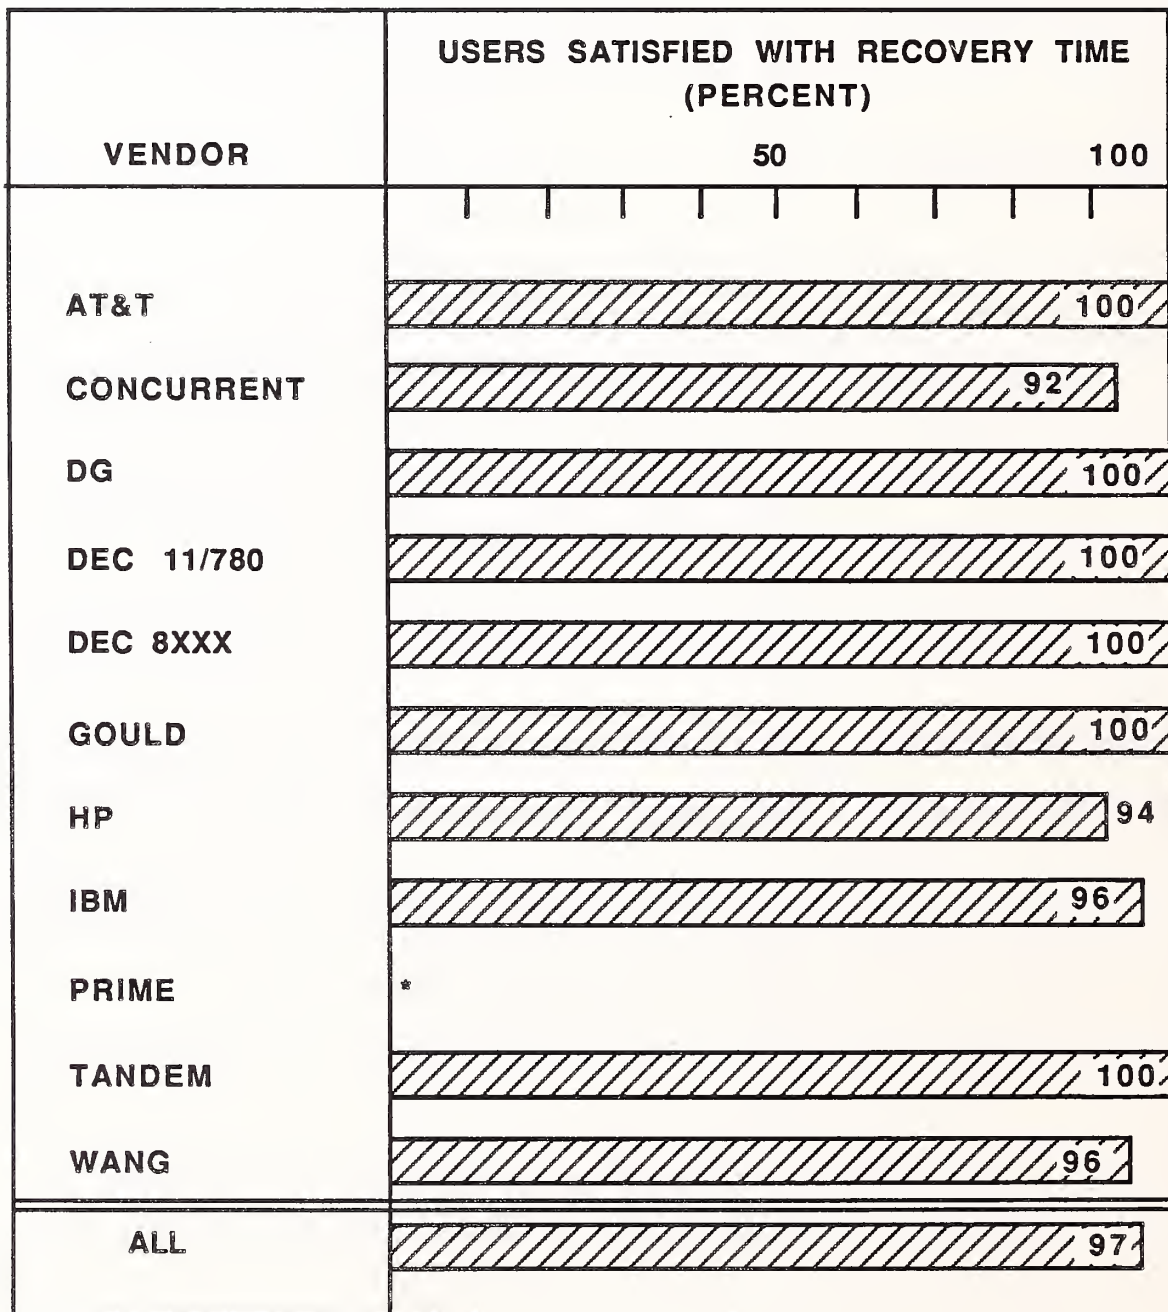 USERS SATISFIED WITH RECOVERY TIME
(PERCENT)
VENDOR 50 100
AT&T 100
CONCURRENT 92
DG 100
DEC 11/780 100
DEC 8XXX 100
GOULD 100
HP 94
IBM 96
PRIME *
TANDEM 100
WANG 96
ALL 97